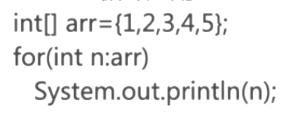 int[] arr={1,2,3,4,5};
for(int n:arr)
System.out.println(n);